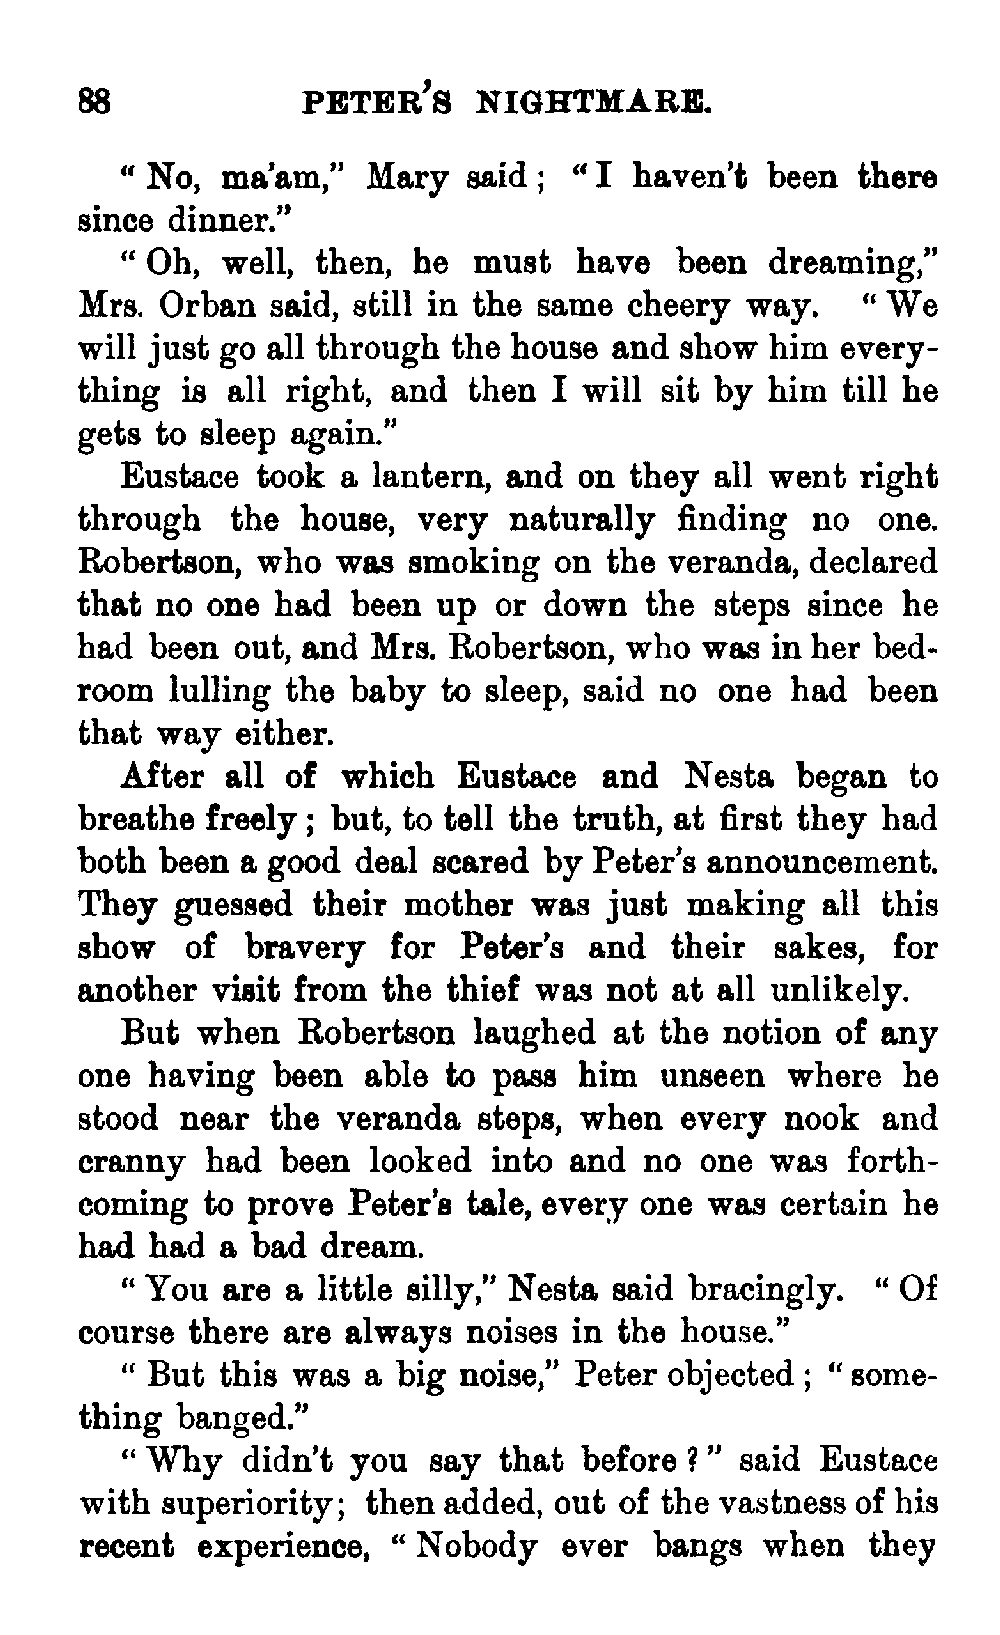 88 PETER'S NIGHTMARE.
" No, ma'am," Mary said ; " I haven't been there
since dinner."
" Oh, well, then, he must have been dreaming,"
Mrs. Orban said, still in the same cheery way. " We
will just go all through the house and show him every-
thing is all right, and then I will sit by him till he
gets to sleep again."
Eustace took a lantern, and on they all went right
through the house, very naturally finding no one.
Robertson, who was smoking on the veranda, declared
that no one had been up or down the steps since he
had been out, and Mrs. Robertson, who was in her bed-
room lulling the baby to sleep, said no one had been
that way either.
After all of which Eustace and Nesta began to
breathe freely ; but, to tell the truth, at first they had
both been a good deal scared by Peter's announcement.
They guessed their mother was just making all this
show of bravery for Peter's and their sakes, for
another visit from the thief was not at all unlikely.
But when Robertson laughed at the notion of any
one having been able to pass him unseen where he
stood near the veranda steps, when every nook and
cranny had been looked into and no one was forth-
coming to prove Peter's tale, every one was certain he
had had a bad dream.
" You are a little silly," Nesta said bracingly. " Of
course there are always noises in the house."
" But this was a big noise," Peter objected ; " some-
thing banged."
" Why didn't you say that before ? " said Eustace
with superiority; then added, out of the vastness of his
recent experience, " Nobody ever bangs when they